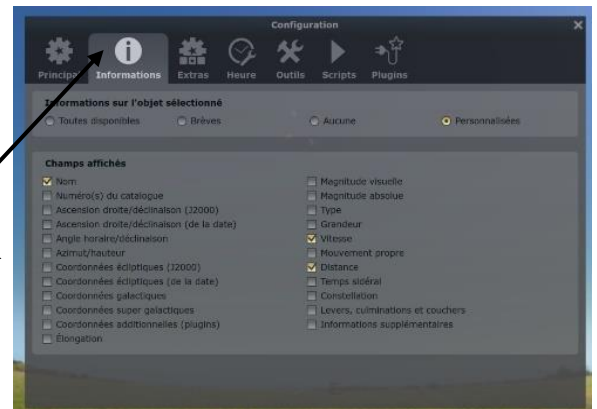 Configuration
Principal Informations Extras Heure Outils Scripts Plugins
Informations sur l'objet sélectionné
Toutes disponibles Brèves Aucune Personnalisées
Champs affichés
Nom
Numéro(s) du catalogue
Ascension droite/déclinaison (J2000)
Ascension droite/déclinaison (de la date)
Angle horaire/déclinaison
Azimut/hauteur
Coordonnées écliptiques (J2000)
Coordonnées écliptiques (de la date)
Coordonnées galactiques
Coordonnées super galactiques
Coordonnées additionnelles (plugins)
Élongation
Magnitude visuelle
Magnitude absolue
Type
Grandeur
Vitesse
Mouvement propre
Distance
Temps sidéral
Constellation
Levers, culminations et couchers
Informations supplémentaires